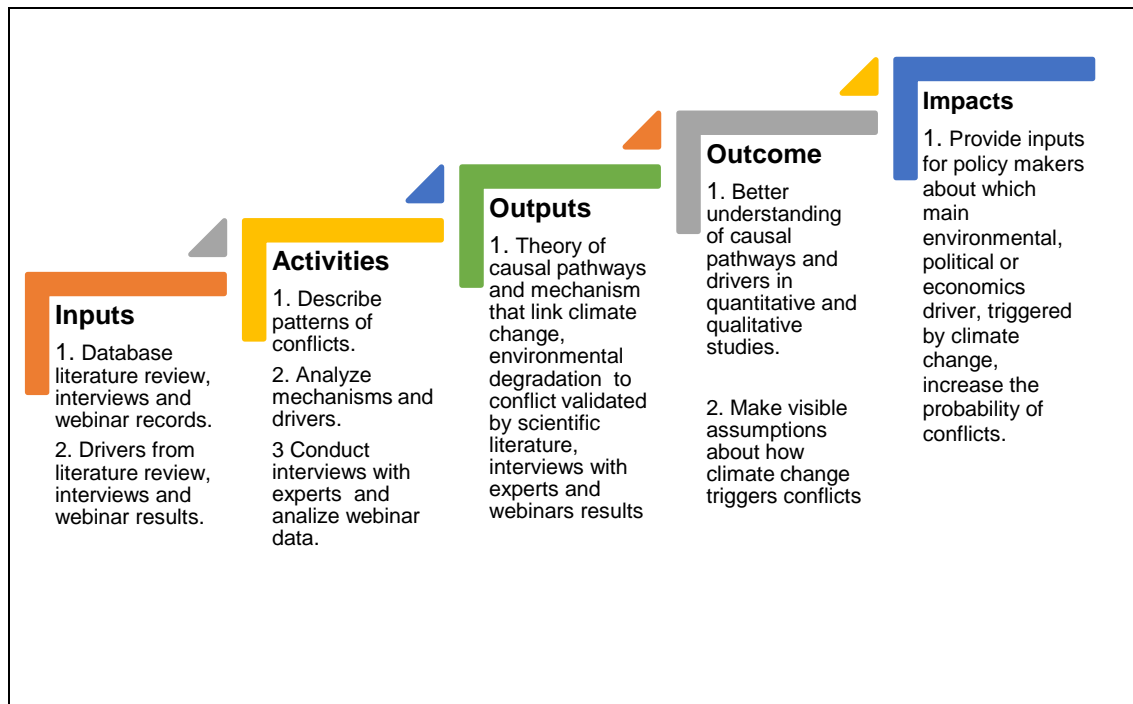 Inputs
1. Database
literature review,
interviews and
webinar records.
2. Drivers from
literature review,
interviews and
webinar results.
Activities
1. Describe
patterns of
conflicts.
2. Analyze
mechanisms and
drivers.
3 Conduct
interviews with
experts  and
analize webinar
data.
Outputs
1. Theory of
causal pathways
and mechanism
that link climate
change,
environmental
degradation  to
conflict validated
by scientific
literature,
interviews with
experts and
webinars results
Outcome
1. Better
understanding
of causal
pathways and
drivers in
quantitative and
qualitative
studies.
2. Make visible
assumptions
about how
climate change
triggers conflicts
Impacts
1. Provide inputs
for policy makers
about which
main
environmental,
political or
economics
driver, triggered
by climate
change,
increase the
probability of
conflicts.